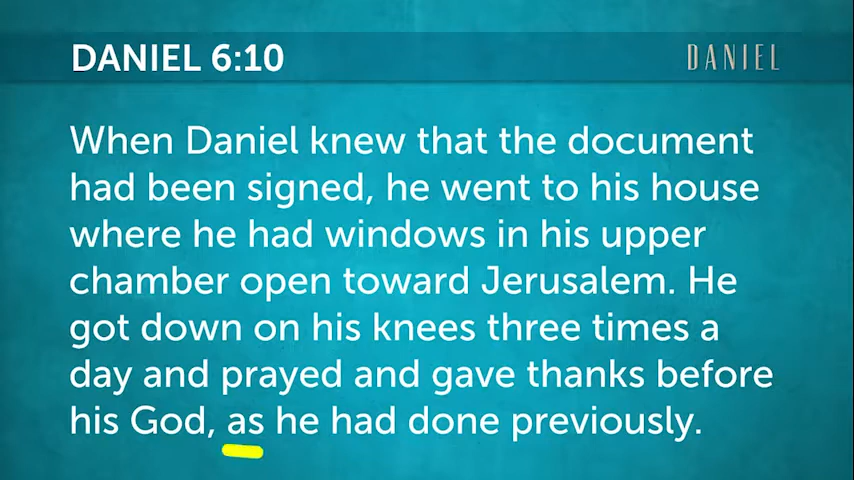 DANIEL 6:10 DANIEL
When Daniel knew that the document
had been signed, he went to his house
where he had windows in his upper
chamber open toward Jerusalem. He
got down on his knees three times a
day and prayed and gave thanks before
his God, as he had done previously.